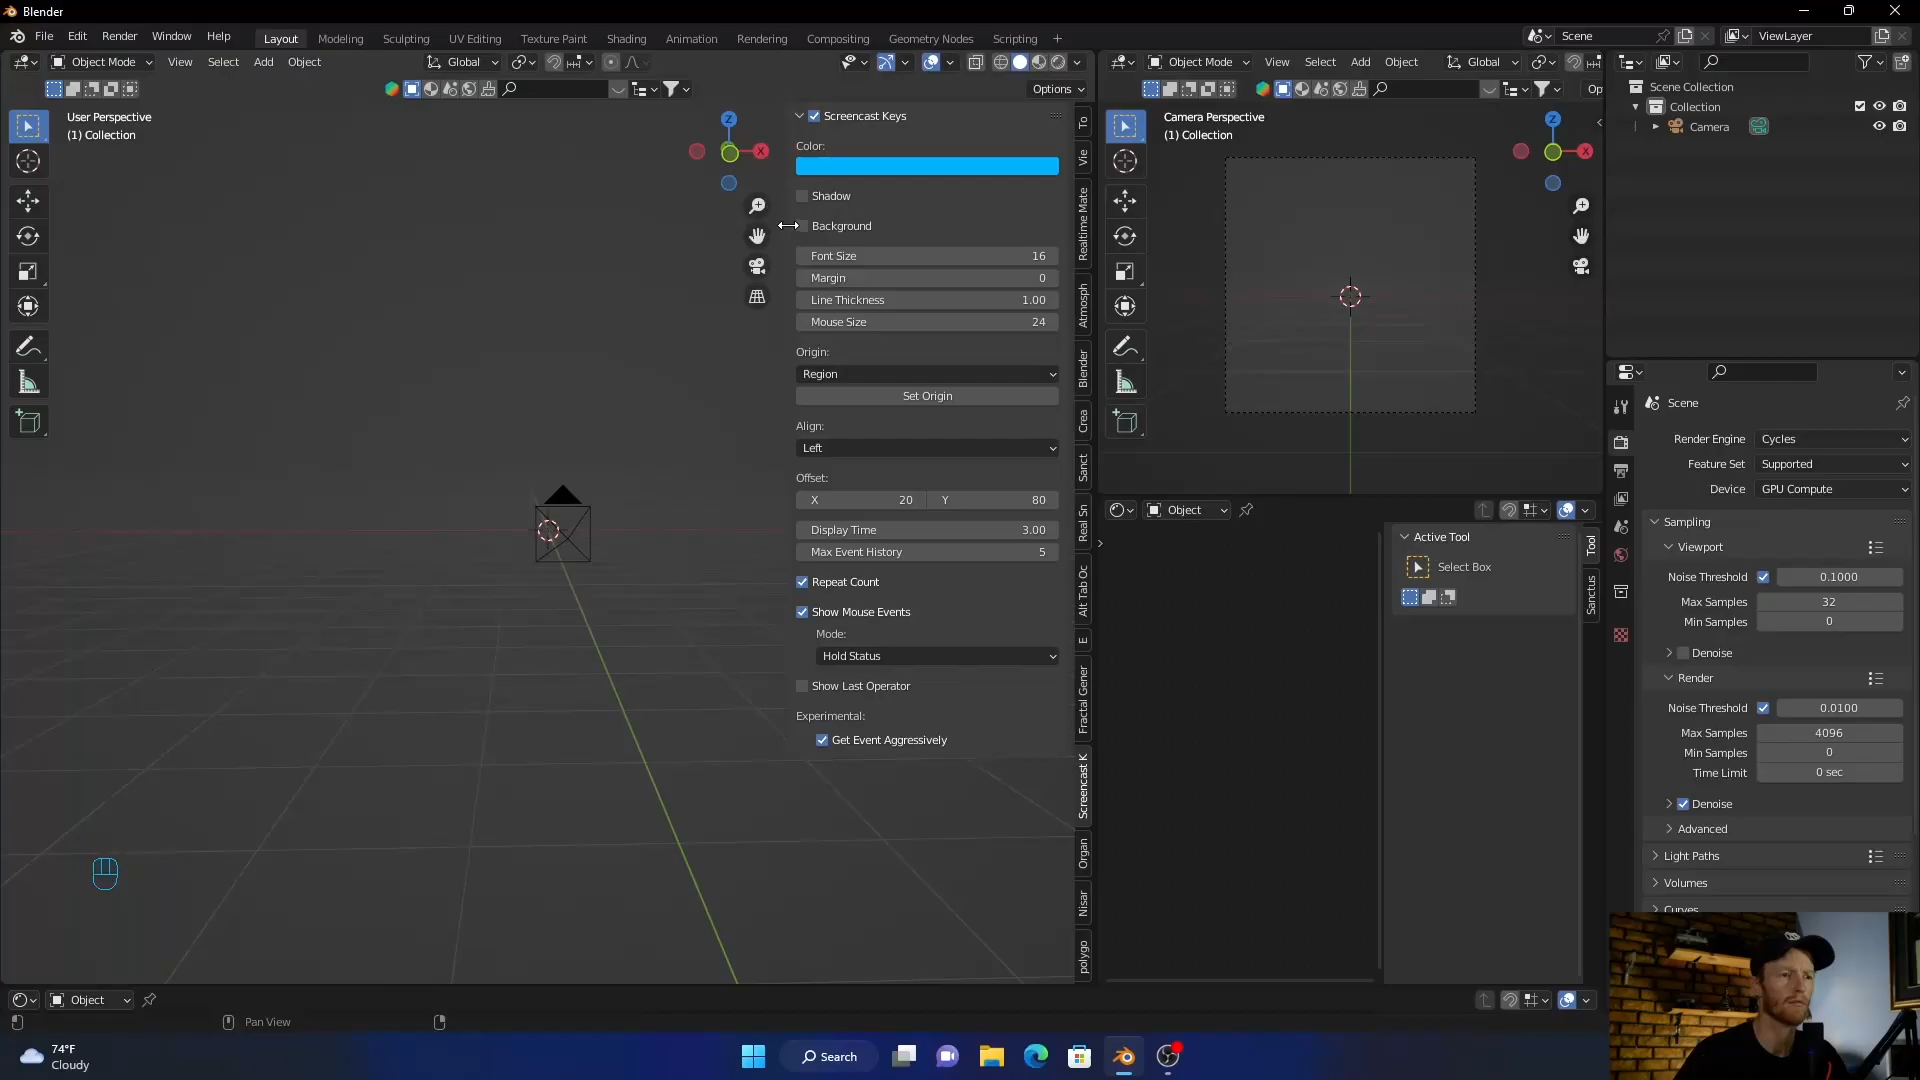 Blender
File Edit Render Window Help
Layout Modeling Sculpting UV Editing Texture Paint Shading Animation Rendering Compositing Geometry Nodes Scripting +
Scene
ViewLayer
Object Mode View Select Add Object
Global
Options
User Perspective
(1) Collection
Z
X
Screencast Keys
Color:
Shadow
Background
Font Size 16
Margin 0
Line Thickness 1.00
Mouse Size 24
Origin:
Region
Set Origin
Align:
Left
Offset:
X 20 Y 80
Display Time 3.00
Max Event History 5
Repeat Count
Show Mouse Events
Mode:
Hold Status
Show Last Operator
Experimental:
Get Event Aggressively
To
Vie
Realtime Mate
Atmosph
Blender
Crea
Sanct
Real Sn
Alt Tab Oc
E
Fractal Gener
Screencast K
Organ
Nisar
polygo
Object Mode View Select Add Object
Global
Op
Camera Perspective
(1) Collection
Z
X
Object
Active Tool
Select Box
Tool
Sanctus
Scene Collection
Collection
Camera
Scene
Render Engine Cycles
Feature Set Supported
Device GPU Compute
Sampling
Viewport
Noise Threshold 0.1000
Max Samples 32
Min Samples 0
Denoise
Render
Noise Threshold 0.0100
Max Samples 4096
Min Samples 0
Time Limit 0 sec
Denoise
Advanced
Light Paths
Volumes
Curves
Object
Pan View
74°F
Cloudy
Search